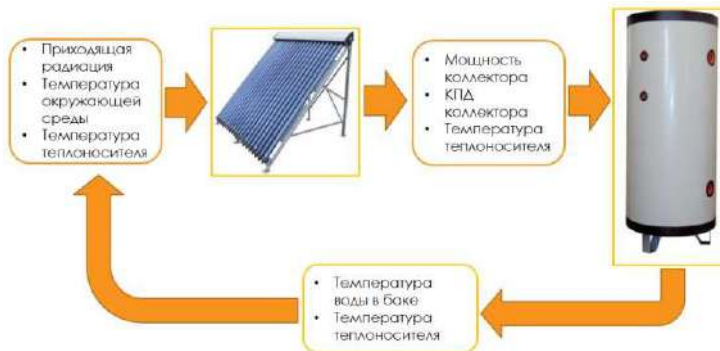 • Приходящая
радиация
• Температура
окружающей
среды
• Температура
теплоносителя
• Мощность
коллектора
• КПД
коллектора
• Температура
теплоносителя
• Температура
воды в баке
• Температура
теплоносителя